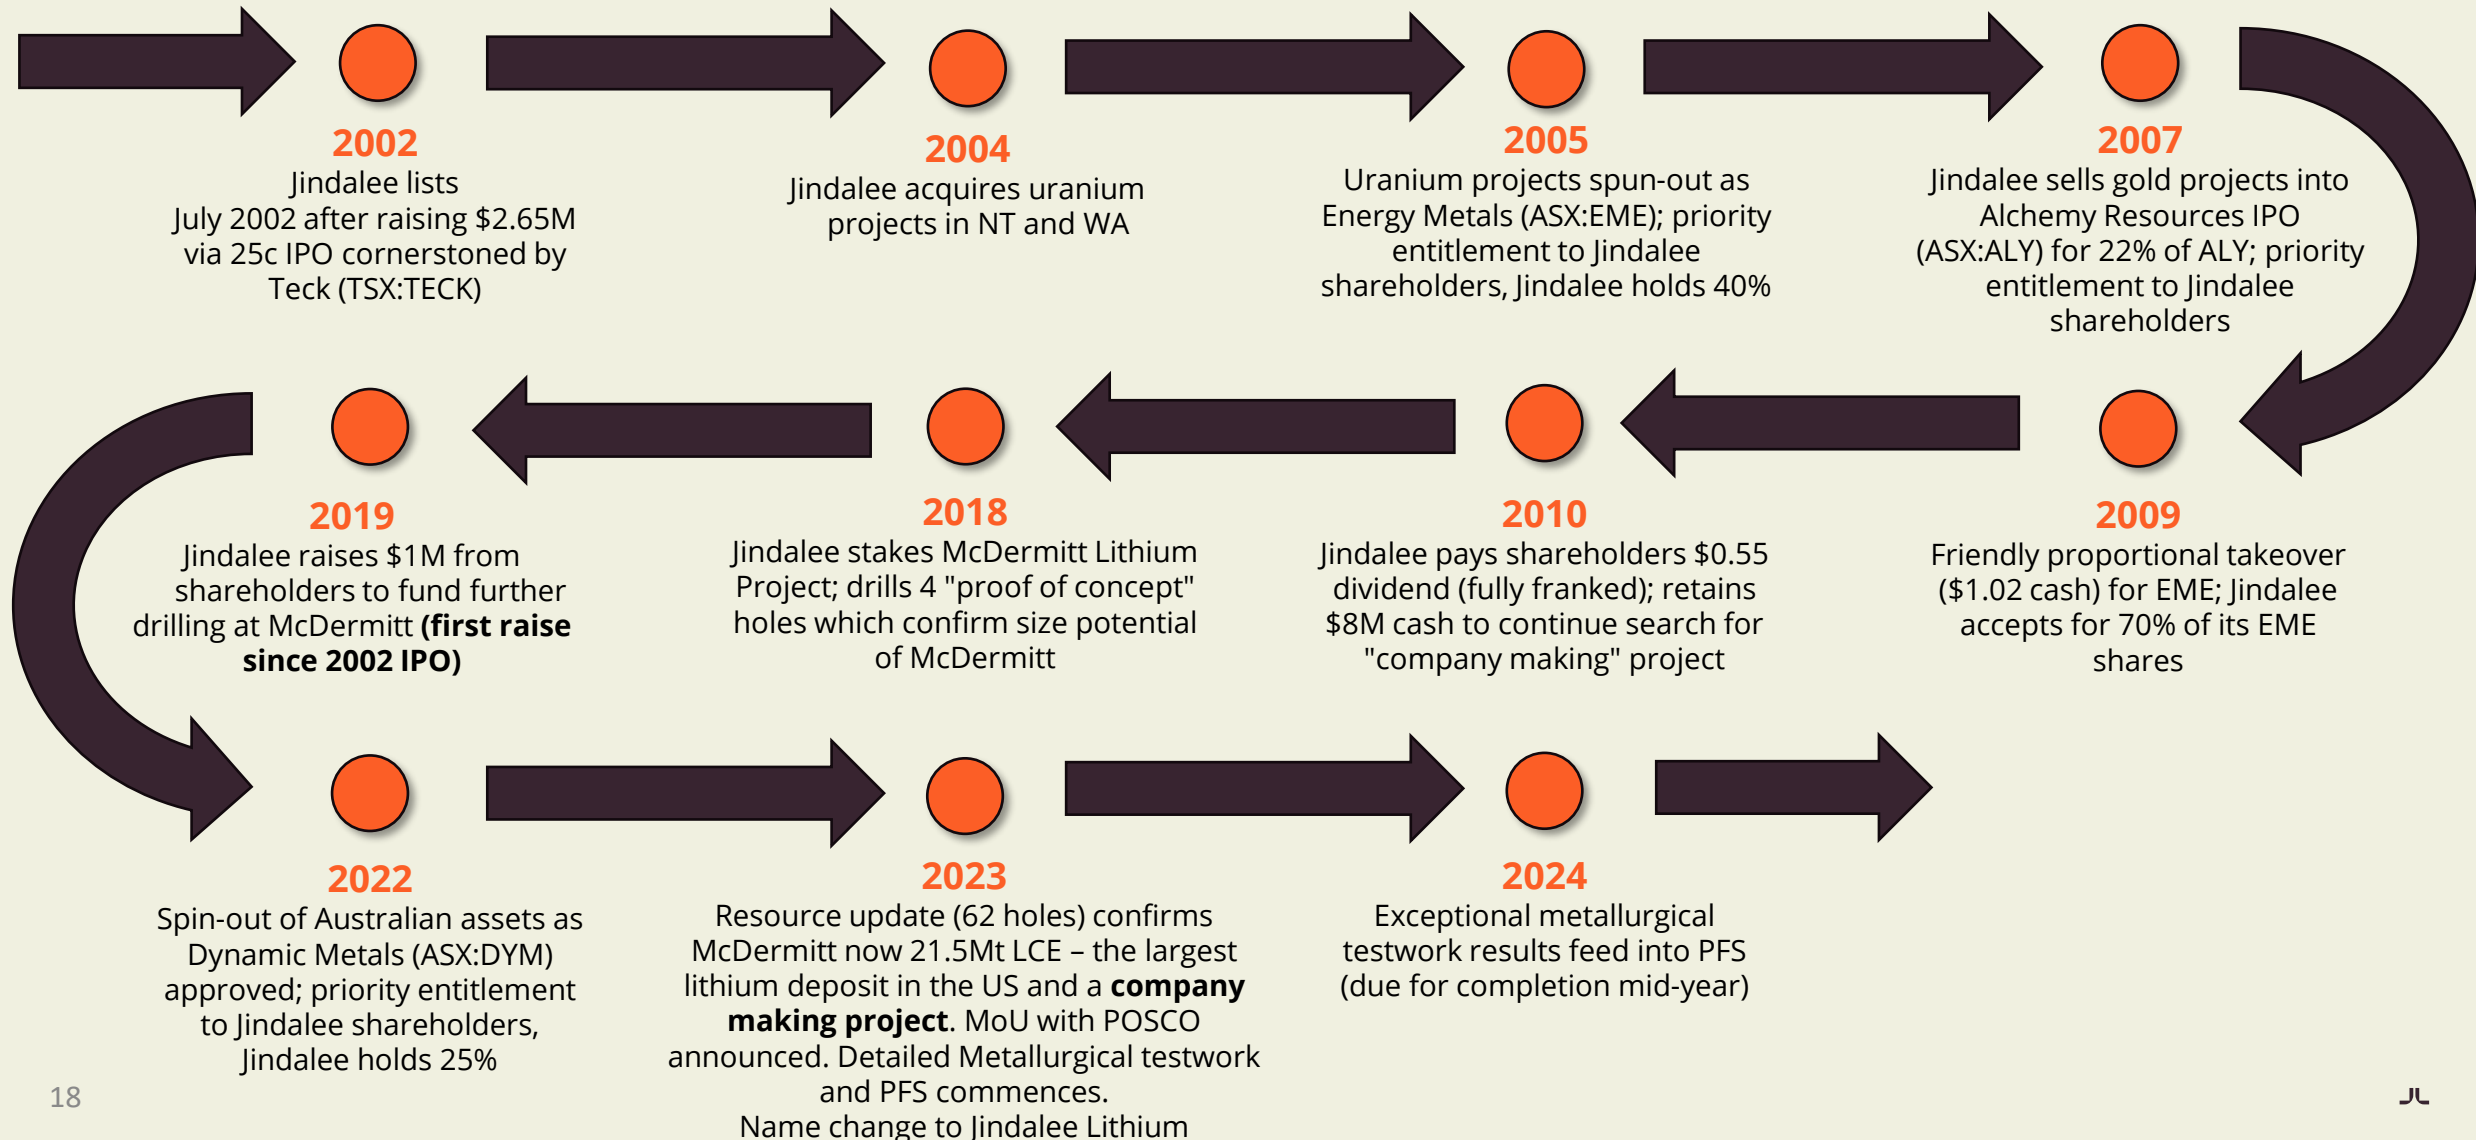 2002
Jindalee lists
July 2002 after raising $2.65M
via 25c IPO cornerstoned by
Teck (TSX:TECK)
2004
Jindalee acquires uranium
projects in NT and WA
2005
Uranium projects spun-out as
Energy Metals (ASX:EME); priority
entitlement to Jindalee
shareholders, Jindalee holds 40%
2007
Jindalee sells gold projects into
Alchemy Resources IPO
(ASX:ALY) for 22% of ALY; priority
entitlement to Jindalee
shareholders
2009
Friendly proportional takeover
($1.02 cash) for EME; Jindalee
accepts for 70% of its EME
shares
2010
Jindalee pays shareholders $0.55
dividend (fully franked); retains
$8M cash to continue search for
"company making" project
2018
Jindalee stakes McDermitt Lithium
Project; drills 4 "proof of concept"
holes which confirm size potential
of McDermitt
2019
Jindalee raises $1M from
shareholders to fund further
drilling at McDermitt (first raise
since 2002 IPO)
2022
Spin-out of Australian assets as
Dynamic Metals (ASX:DYM)
approved; priority entitlement
to Jindalee shareholders,
Jindalee holds 25%
2023
Resource update (62 holes) confirms
McDermitt now 21.5Mt LCE – the largest
lithium deposit in the US and a company
making project. MoU with POSCO
announced. Detailed Metallurgical testwork
and PFS commences.
Name change to Jindalee Lithium
2024
Exceptional metallurgical
testwork results feed into PFS
(due for completion mid-year)
18
JL